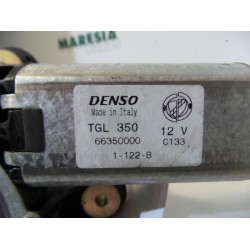 MARESIA
DENSO
Made in Italy
TGL 350
12 V
66350000
C133
1-122-B